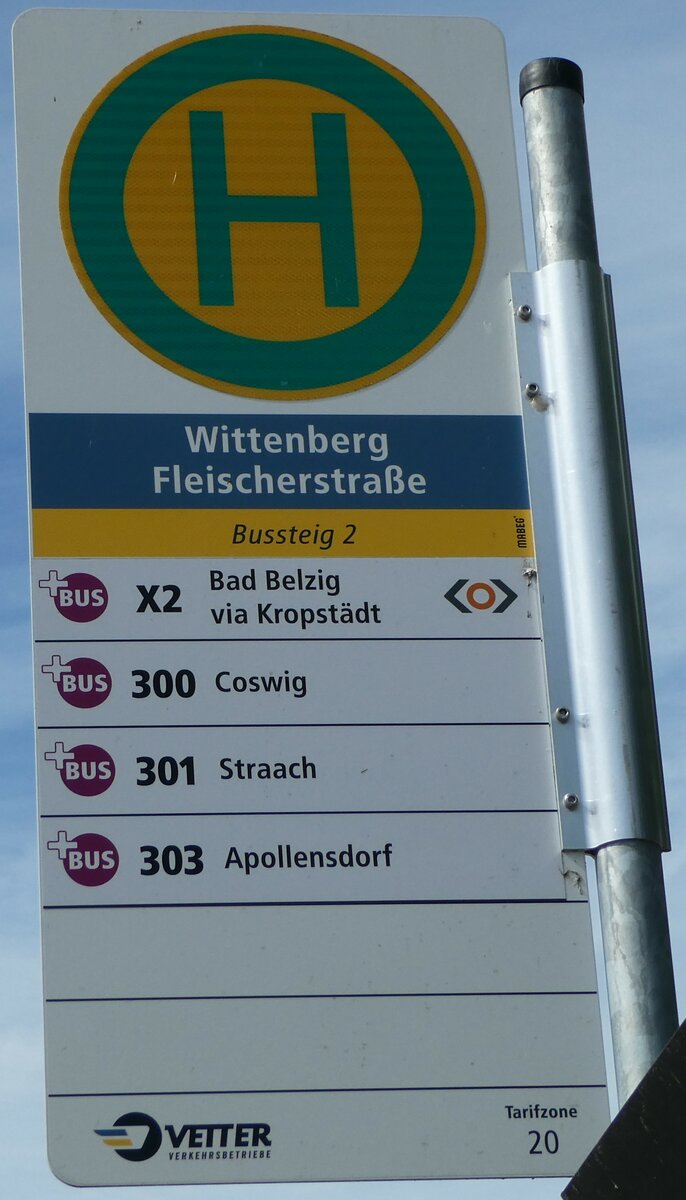 H
Wittenberg
Fleischerstraße
Bussteig 2
MABEG
+BUS X2 Bad Belzig
via Kropstädt
+BUS 300 Coswig
+BUS 301 Straach
+BUS 303 Apollensdorf
VETTER
VERKEHRSBETRIEBE
Tarifzone
20